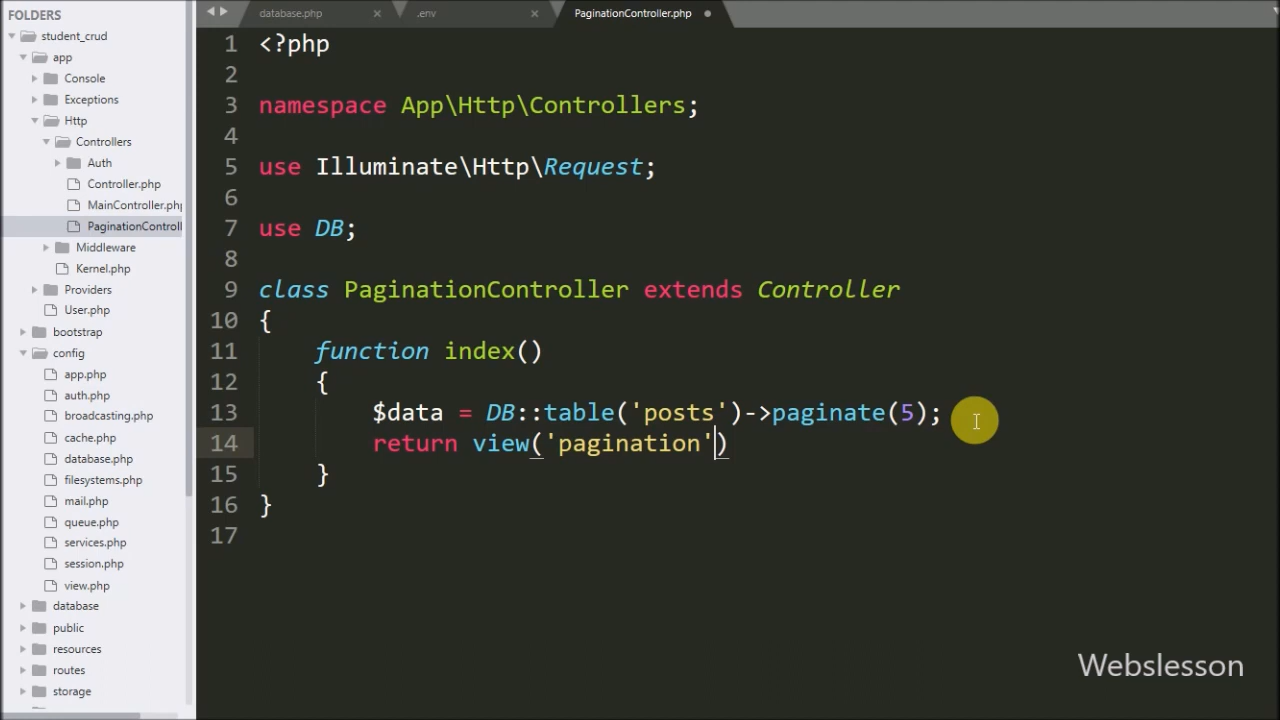 FOLDERS
student_crud
app
Console
Exceptions
Http
Controllers
Auth
Controller.php
MainController.php
PaginationControll
Middleware
Kernel.php
Providers
User.php
bootstrap
config
app.php
auth.php
broadcasting.php
cache.php
database.php
filesystems.php
mail.php
queue.php
services.php
session.php
view.php
database
public
resources
routes
storage
database.php
.env
PaginationController.php
1 <?php
2
3 namespace App\Http\Controllers;
4
5 use Illuminate\Http\Request;
6
7 use DB;
8
9 class PaginationController extends Controller
10 {
11 function index()
12 {
13 $data = DB::table('posts')->paginate(5);
14 return view('pagination')
15 }
16 }
17
Webslesson